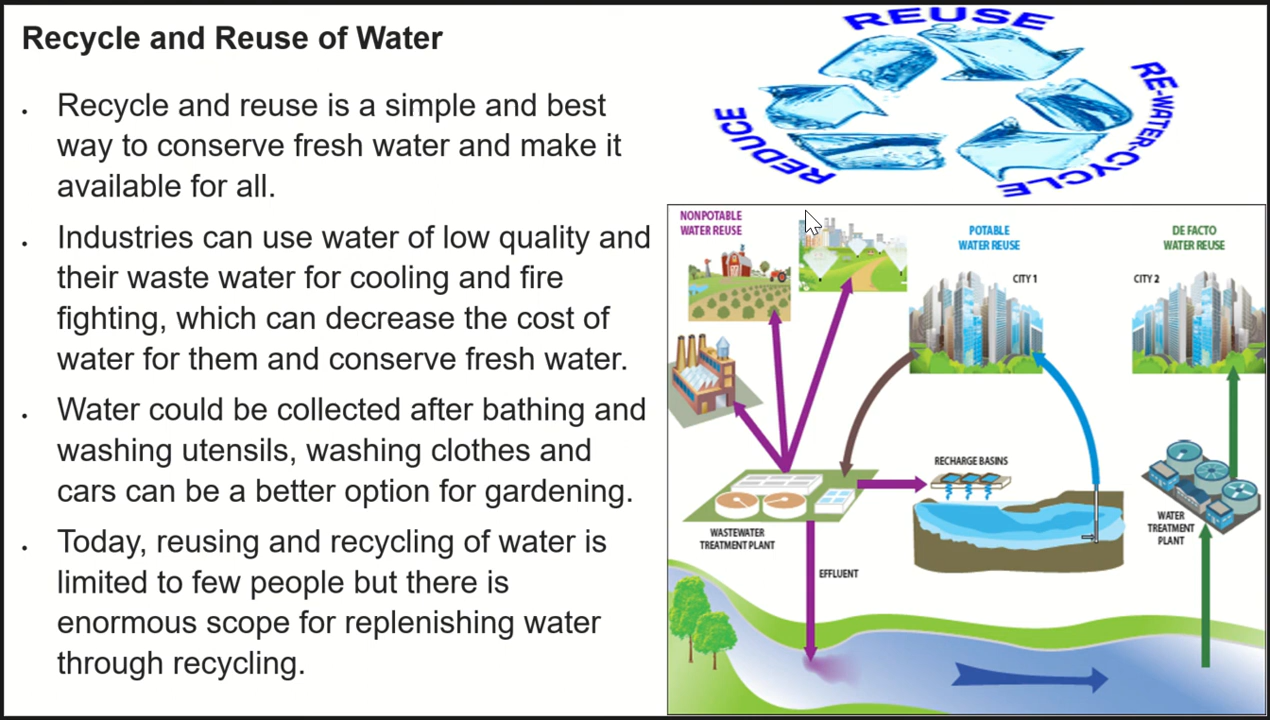 Recycle and Reuse of Water
• Recycle and reuse is a simple and best
way to conserve fresh water and make it
available for all.
• Industries can use water of low quality and
their waste water for cooling and fire
fighting, which can decrease the cost of
water for them and conserve fresh water.
• Water could be collected after bathing and
washing utensils, washing clothes and
cars can be a better option for gardening.
• Today, reusing and recycling of water is
limited to few people but there is
enormous scope for replenishing water
through recycling.
REUSE
REDUCE
RE-WATER-CYCLE
NONPOTABLE
WATER REUSE
POTABLE
WATER REUSE
DE FACTO
WATER REUSE
CITY 1
CITY 2
RECHARGE BASINS
WASTEWATER
TREATMENT PLANT
WATER
TREATMENT
PLANT
EFFLUENT